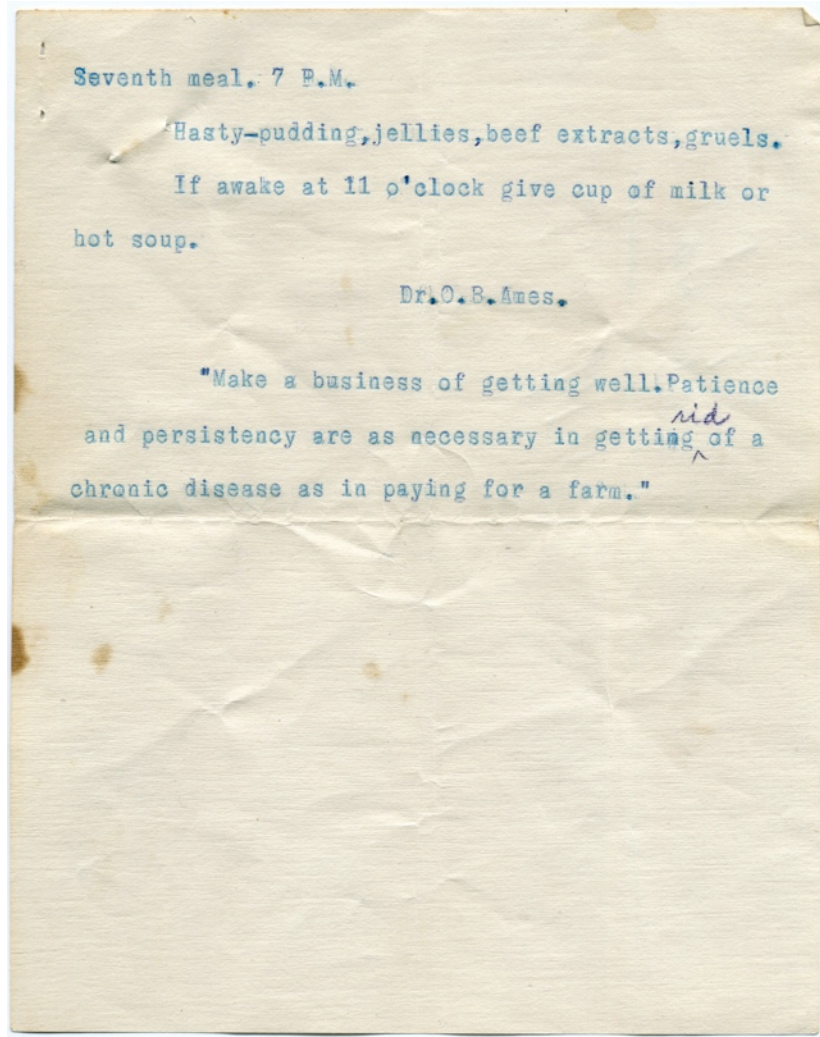 Seventh meal. 7 P.M.
Hasty-pudding,jellies,beef extracts,gruels.
If awake at 11 o'clock give cup of milk or
hot soup.
Dr.O.B.Ames.
"Make a business of getting well.Patience
and persistency are as necessary in getting rid of a
chronic disease as in paying for a farm."